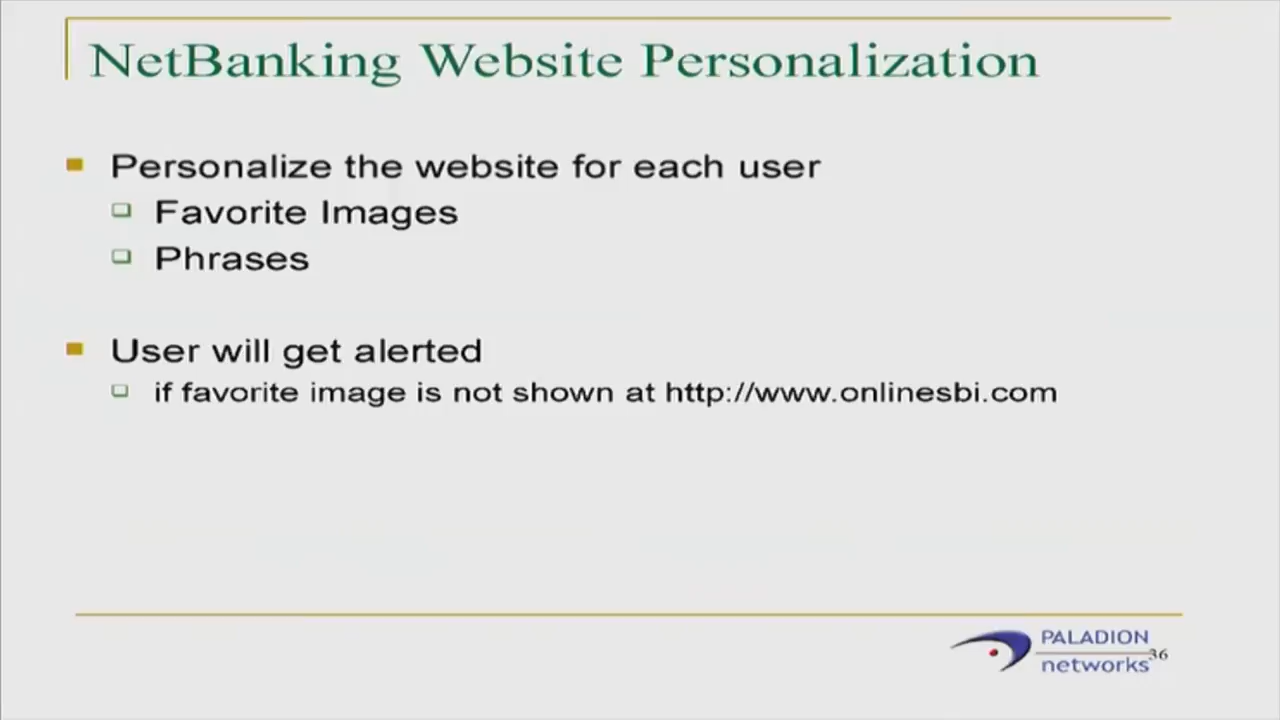 NetBanking Website Personalization
Personalize the website for each user
Favorite Images
Phrases
User will get alerted
if favorite image is not shown at http://www.onlinesbi.com
PALADION
networks
36